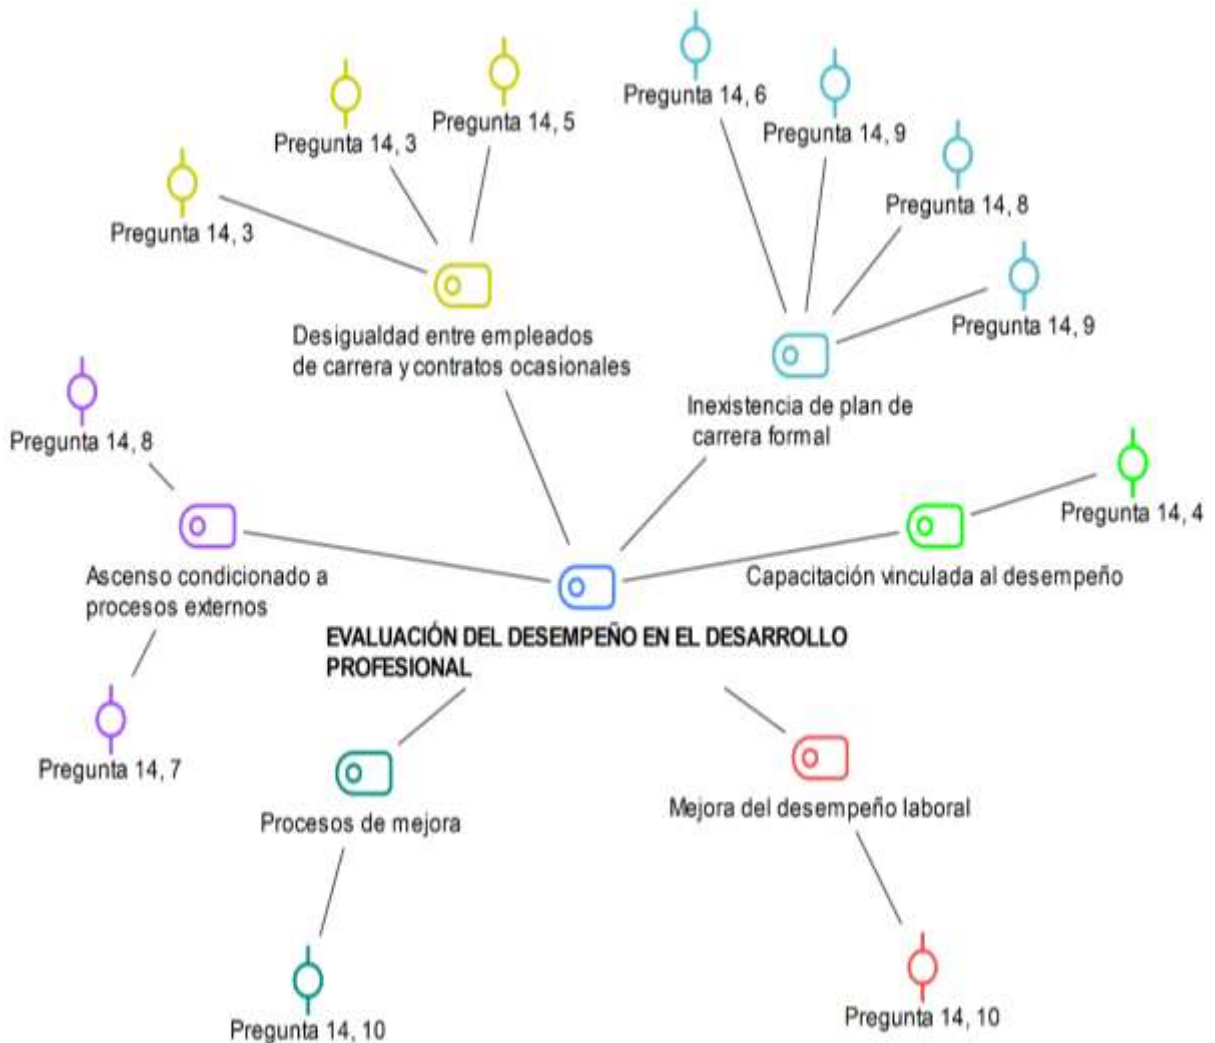 Pregunta 14, 6
Pregunta 14, 5
Pregunta 14, 3
Pregunta 14, 9
Pregunta 14, 8
Pregunta 14, 3
Pregunta 14, 9
Desigualdad entre empleados
de carrera y contratos ocasionales
Inexistencia de plan de
carrera formal
Pregunta 14, 8
Pregunta 14, 4
Ascenso condicionado a
procesos externos
Capacitación vinculada al desempeño
EVALUACIÓN DEL DESEMPEÑO EN EL DESARROLLO
PROFESIONAL
Pregunta 14, 7
Procesos de mejora
Mejora del desempeño laboral
Pregunta 14, 10
Pregunta 14, 10